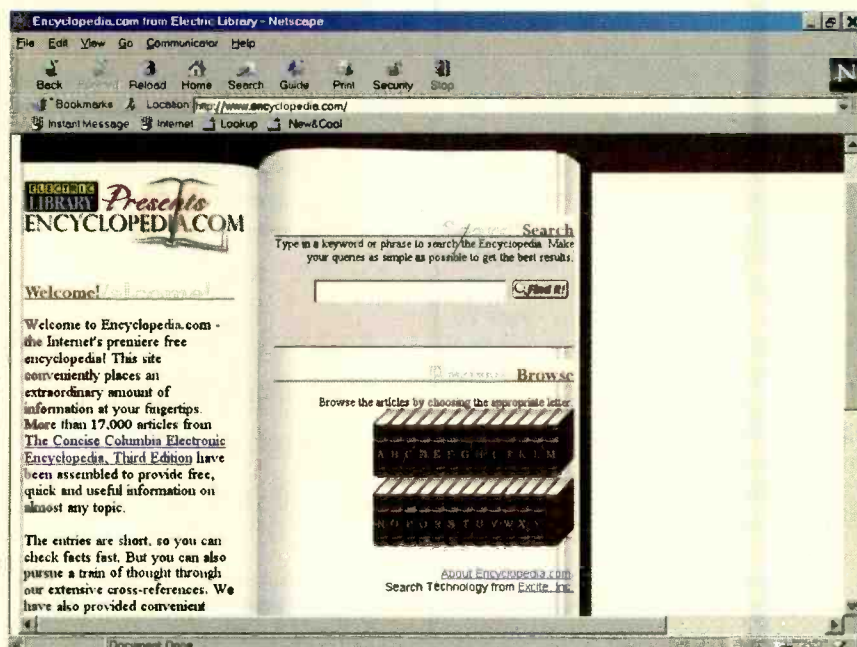 Encyclopedia.com from Electric Library - Netscape
File Edit View Go Communicator Help
Back Reload Home Search Guide Print Security Stop
Bookmarks Location: http://www.encyclopedia.com/
Instant Message Internet Lookup New&Cool
ELECTRIC
LIBRARY Presents
ENCYCLOPEDIA.COM
Welcome!
Welcome to Encyclopedia.com -
the Internet's premiere free
encyclopedia! This site
conveniently places an
extraordinary amount of
information at your fingertips.
More than 17,000 articles from
The Concise Columbia Electronic
Encyclopedia, Third Edition have
been assembled to provide free,
quick and useful information on
almost any topic.
The entries are short, so you can
check facts fast. But you can also
pursue a train of thought through
our extensive cross-references. We
have also provided convenient
Search
Type in a keyword or phrase to search the Encyclopedia. Make
your queries as simple as possible to get the best results.
Find It!
Browse
Browse the articles by choosing the appropriate letter.
A B C D E F G H I J K L M
N O P Q R S T U V W X Y
About Encyclopedia.com
Search Technology from Excite, Inc.
Document: Done